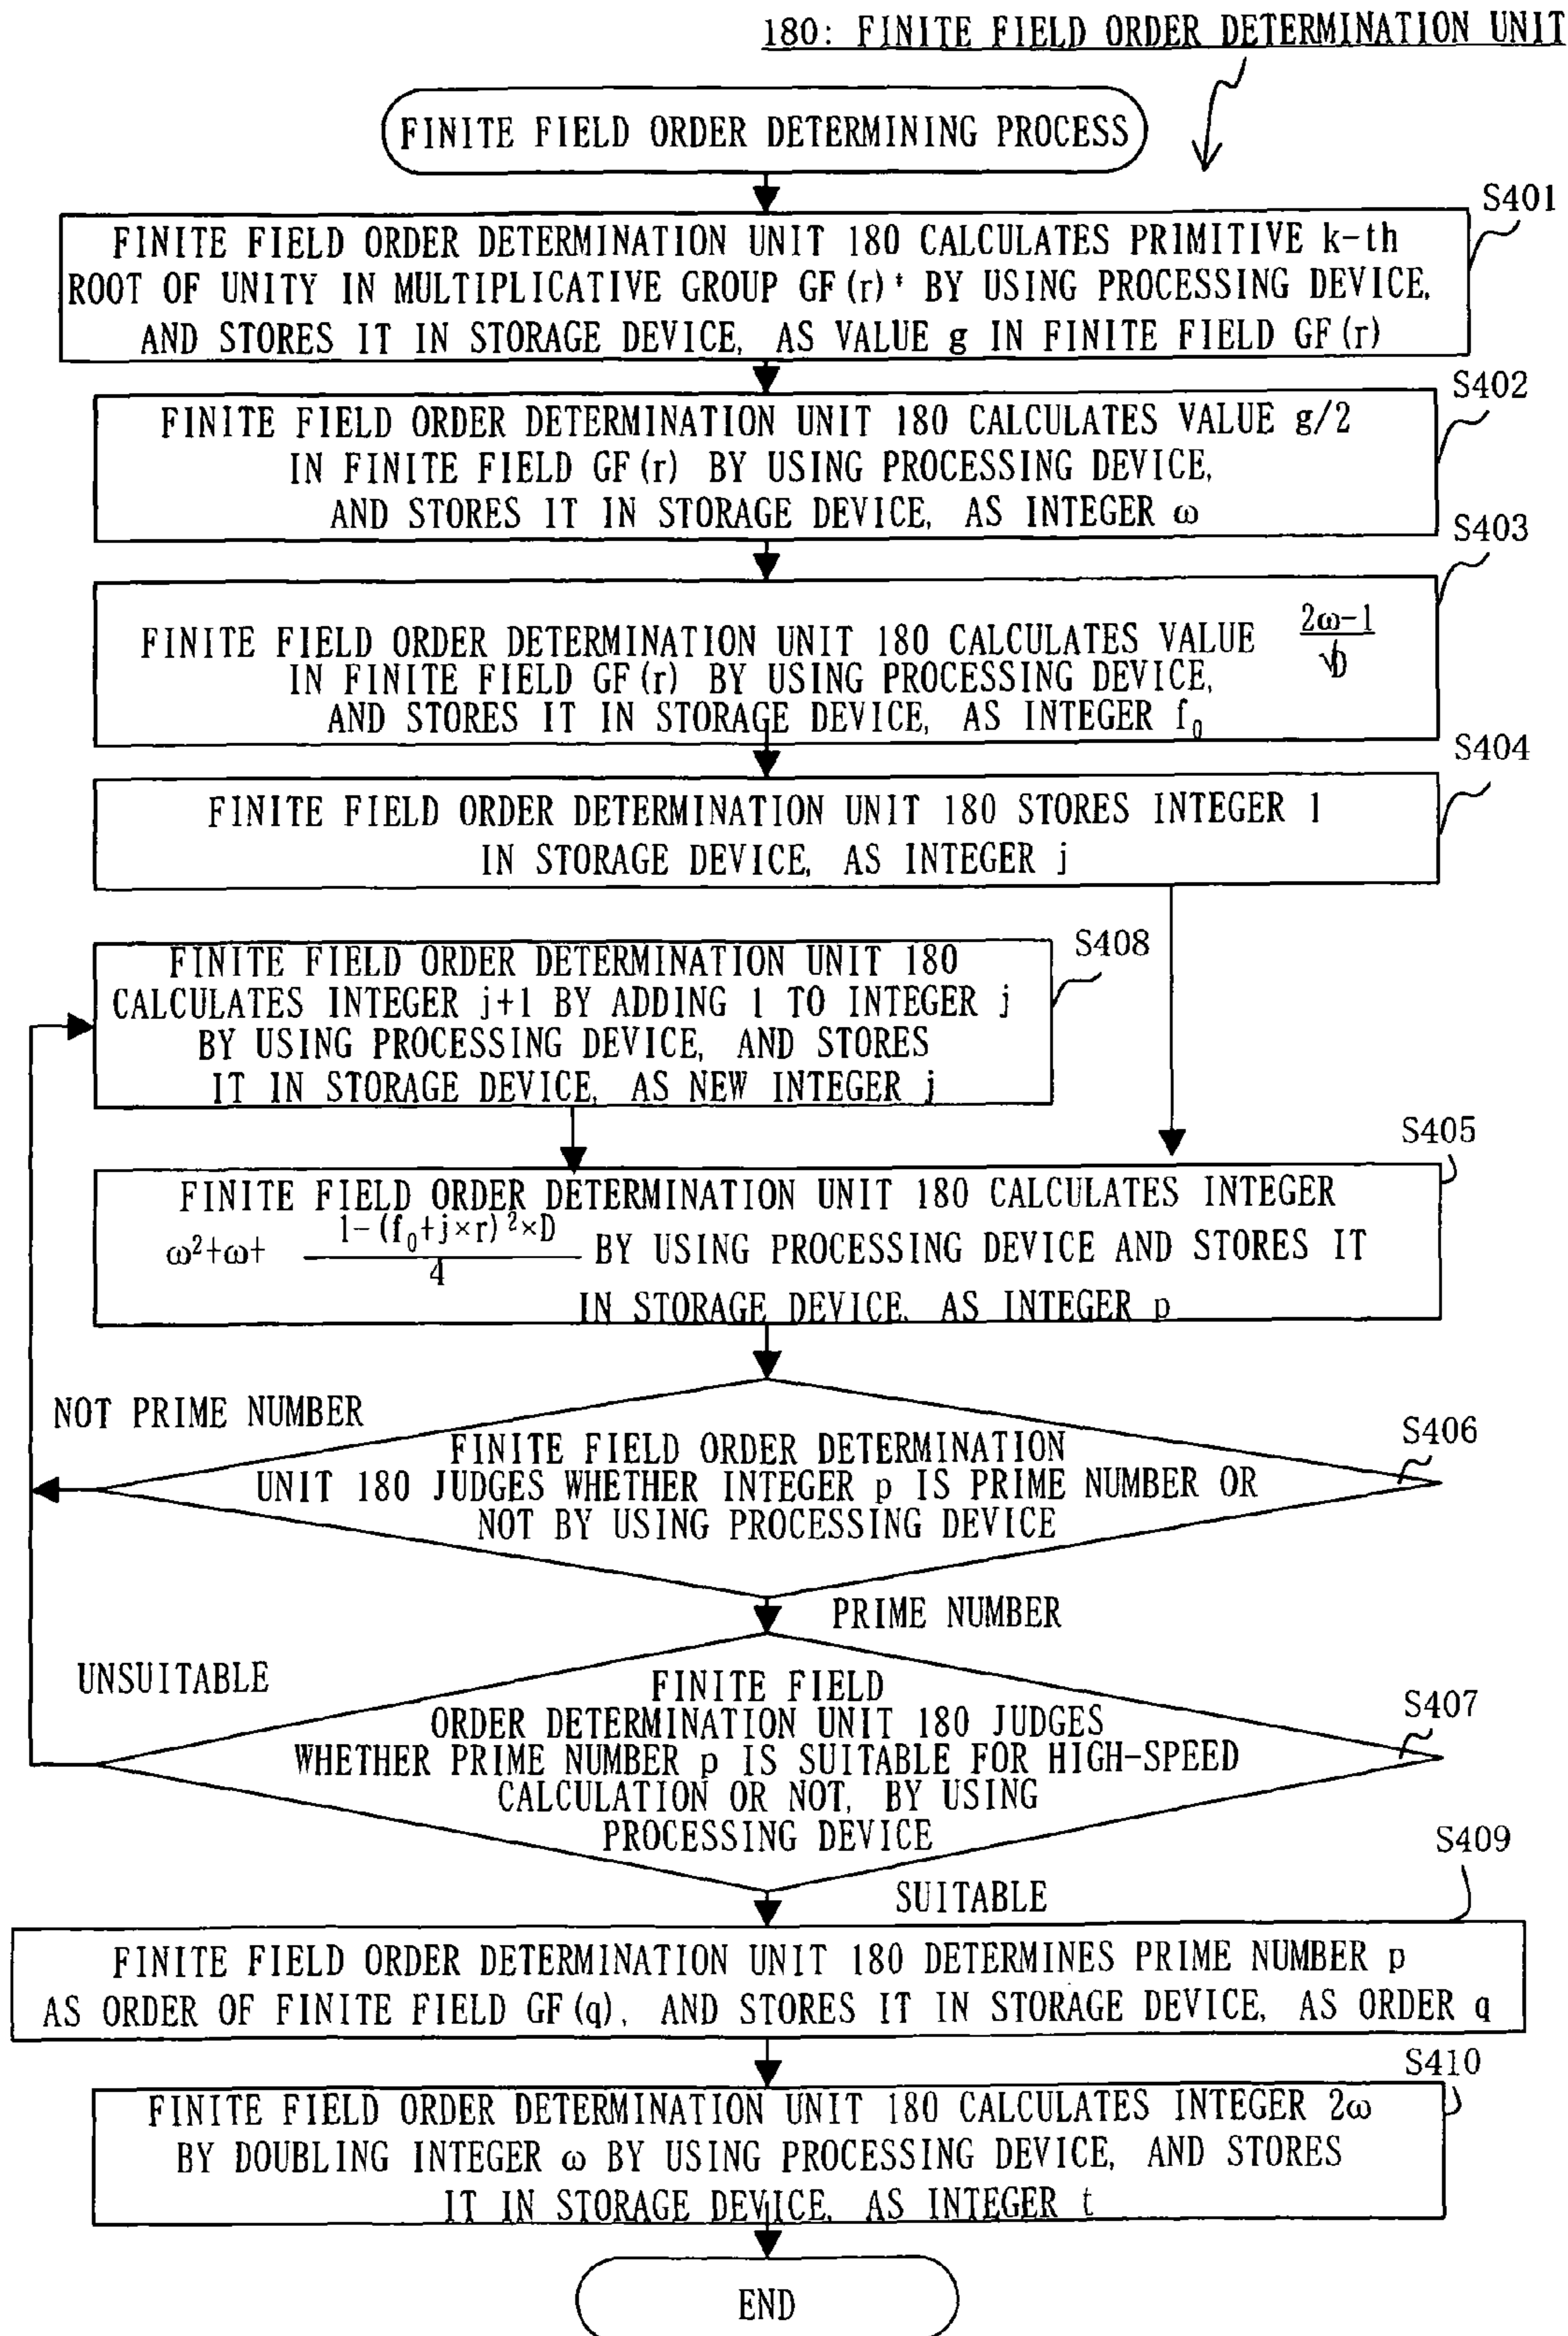 180: FINITE FIELD ORDER DETERMINATION UNIT
FINITE FIELD ORDER DETERMINING PROCESS
S401
FINITE FIELD ORDER DETERMINATION UNIT 180 CALCULATES PRIMITIVE k-th
ROOT OF UNITY IN MULTIPLICATIVE GROUP GF(r)* BY USING PROCESSING DEVICE,
AND STORES IT IN STORAGE DEVICE, AS VALUE g IN FINITE FIELD GF(r)
S402
FINITE FIELD ORDER DETERMINATION UNIT 180 CALCULATES VALUE g/2
IN FINITE FIELD GF(r) BY USING PROCESSING DEVICE,
AND STORES IT IN STORAGE DEVICE, AS INTEGER ω
S403
FINITE FIELD ORDER DETERMINATION UNIT 180 CALCULATES VALUE (2ω-1)/√D
IN FINITE FIELD GF(r) BY USING PROCESSING DEVICE,
AND STORES IT IN STORAGE DEVICE, AS INTEGER f₀
S404
FINITE FIELD ORDER DETERMINATION UNIT 180 STORES INTEGER 1
IN STORAGE DEVICE, AS INTEGER j
S408
FINITE FIELD ORDER DETERMINATION UNIT 180
CALCULATES INTEGER j+1 BY ADDING 1 TO INTEGER j
BY USING PROCESSING DEVICE, AND STORES
IT IN STORAGE DEVICE, AS NEW INTEGER j
S405
FINITE FIELD ORDER DETERMINATION UNIT 180 CALCULATES INTEGER
ω²+ω+ (1-(f₀+j×r)²×D)/4 BY USING PROCESSING DEVICE AND STORES IT
IN STORAGE DEVICE, AS INTEGER p
NOT PRIME NUMBER
S406
FINITE FIELD ORDER DETERMINATION
UNIT 180 JUDGES WHETHER INTEGER p IS PRIME NUMBER OR
NOT BY USING PROCESSING DEVICE
PRIME NUMBER
UNSUITABLE
S407
FINITE FIELD
ORDER DETERMINATION UNIT 180 JUDGES
WHETHER PRIME NUMBER p IS SUITABLE FOR HIGH-SPEED
CALCULATION OR NOT, BY USING
PROCESSING DEVICE
SUITABLE
S409
FINITE FIELD ORDER DETERMINATION UNIT 180 DETERMINES PRIME NUMBER p
AS ORDER OF FINITE FIELD GF(q), AND STORES IT IN STORAGE DEVICE, AS ORDER q
S410
FINITE FIELD ORDER DETERMINATION UNIT 180 CALCULATES INTEGER 2ω
BY DOUBLING INTEGER ω BY USING PROCESSING DEVICE, AND STORES
IT IN STORAGE DEVICE, AS INTEGER t
END